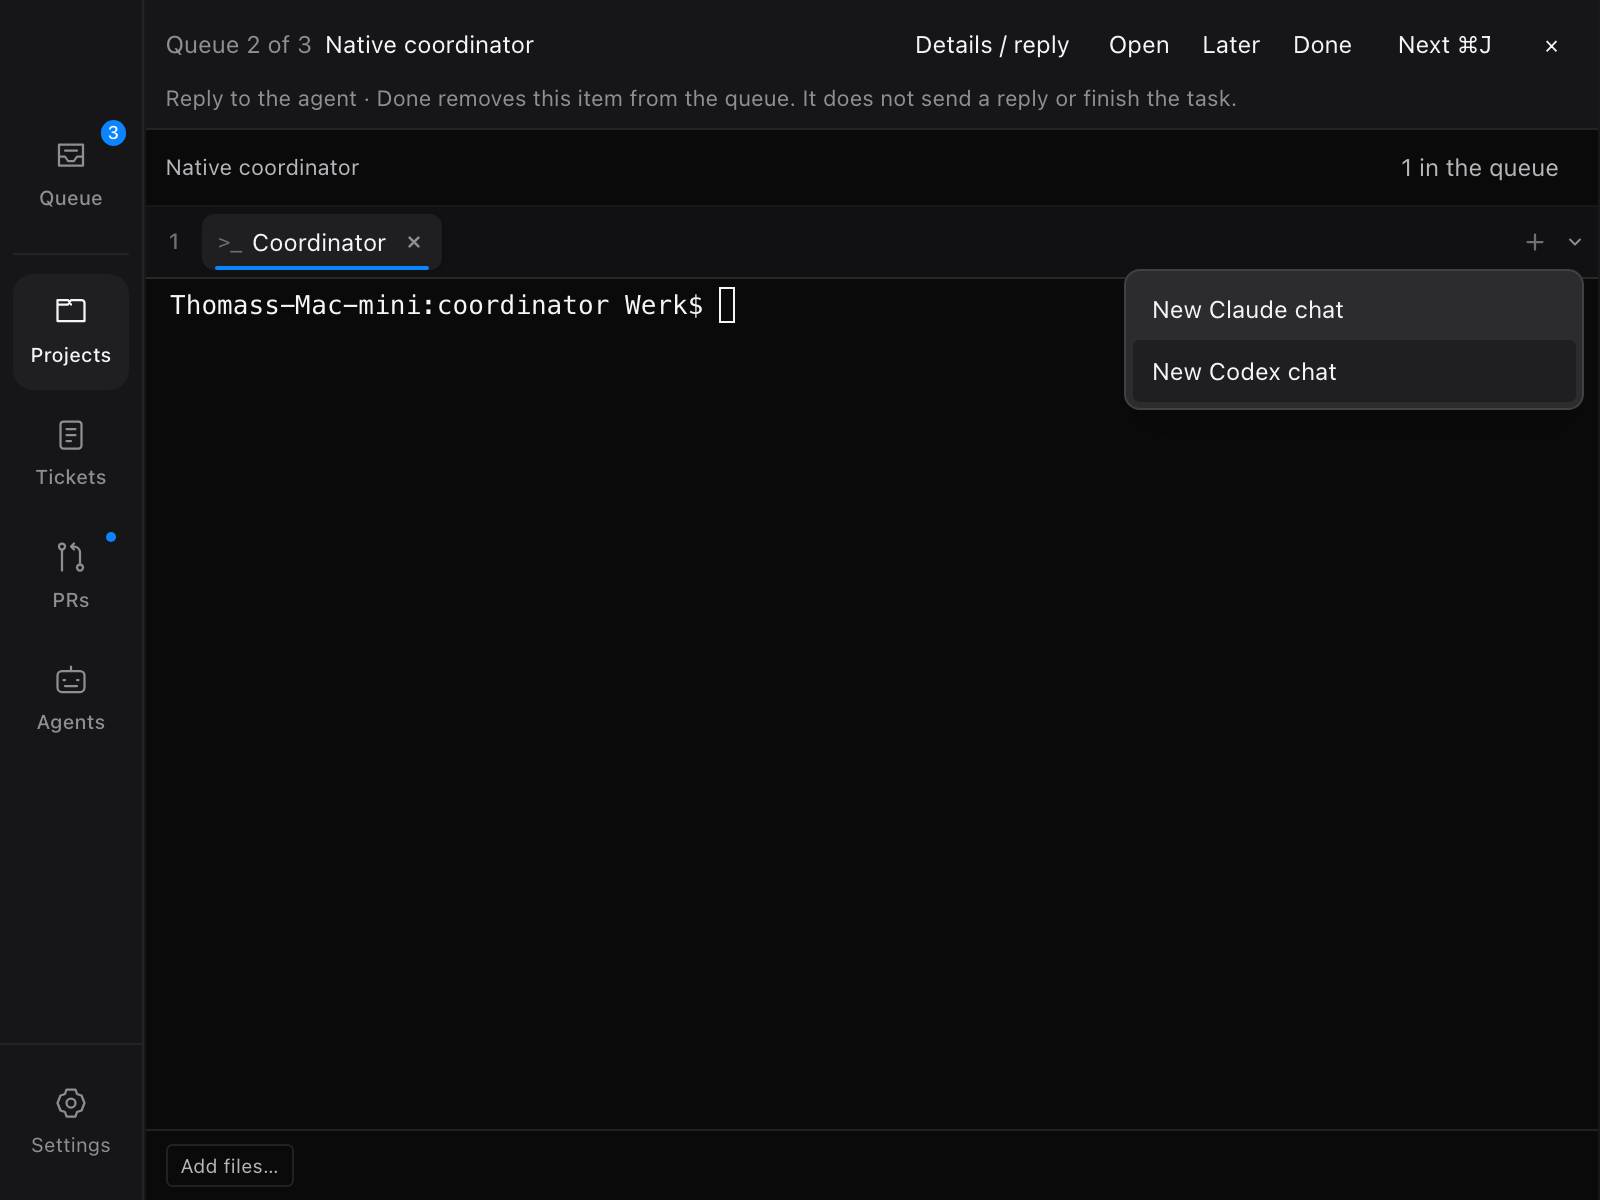 Queue 2 of 3 Native coordinator Details / reply Open Later Done Next ⌘J ×
Reply to the agent · Done removes this item from the queue. It does not send a reply or finish the task.
3
Queue
Projects
Tickets
PRs
Agents
Settings
Native coordinator 1 in the queue
1 >_ Coordinator × +
Thomass-Mac-mini:coordinator Werk$
New Claude chat
New Codex chat
Add files...